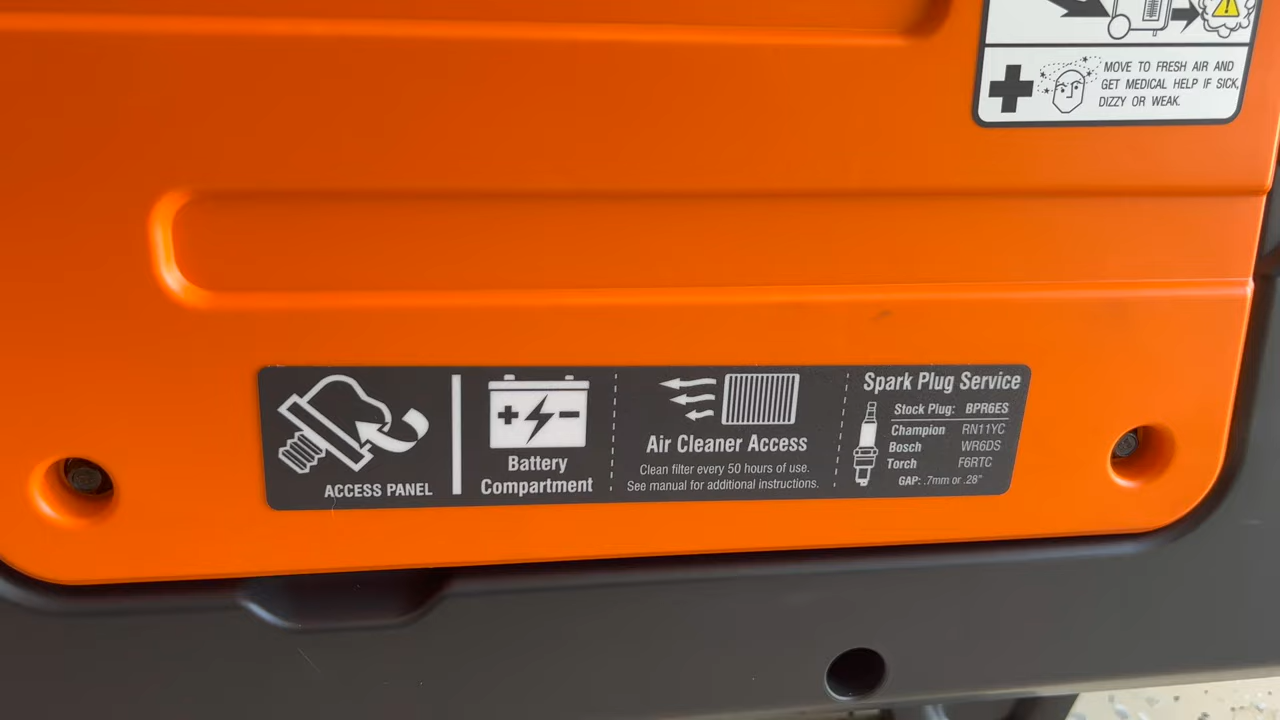 MOVE TO FRESH AIR AND
GET MEDICAL HELP IF SICK,
DIZZY OR WEAK.
ACCESS PANEL
Battery
Compartment
Air Cleaner Access
Clean filter every 50 hours of use.
See manual for additional instructions.
Spark Plug Service
Stock Plug: BPR6ES
Champion RN11YC
Bosch WR6DS
Torch F6RTC
GAP: .7mm or .28"